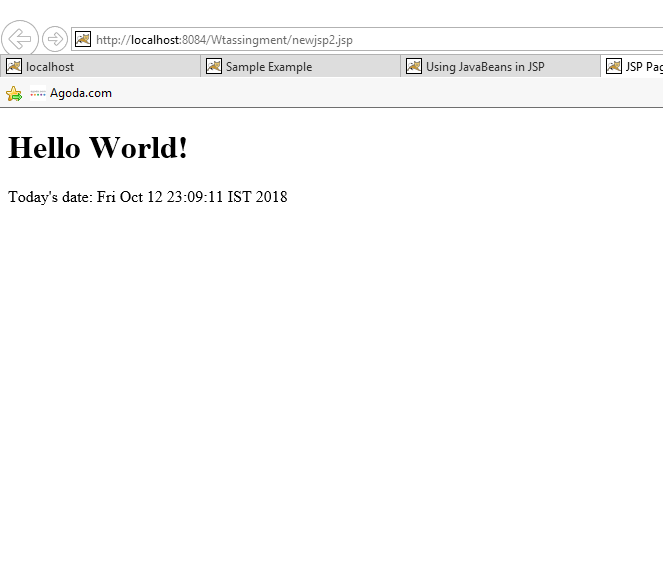 http://localhost:8084/Wtassingment/newjsp2.jsp
localhost Sample Example Using JavaBeans in JSP JSP Pag
Agoda.com
Hello World!
Today's date: Fri Oct 12 23:09:11 IST 2018